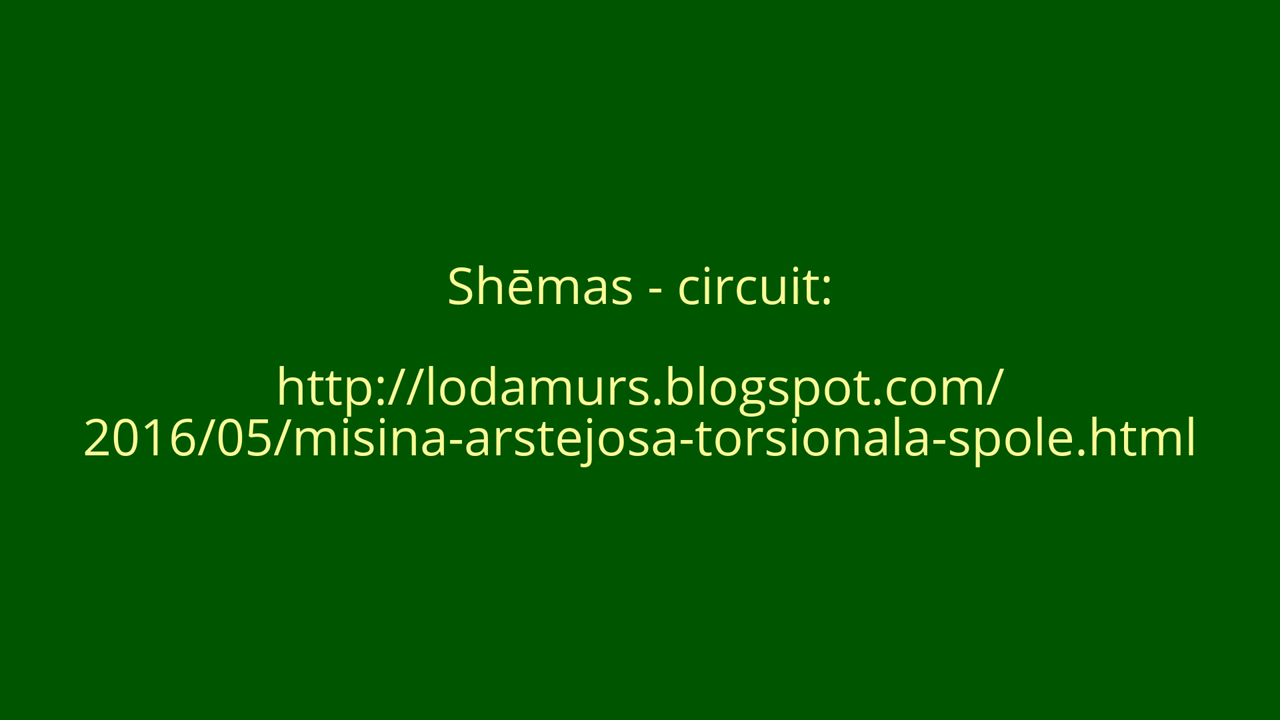 Shēmas - circuit:
http://lodamurs.blogspot.com/
2016/05/misina-arstejosa-torsionala-spole.html